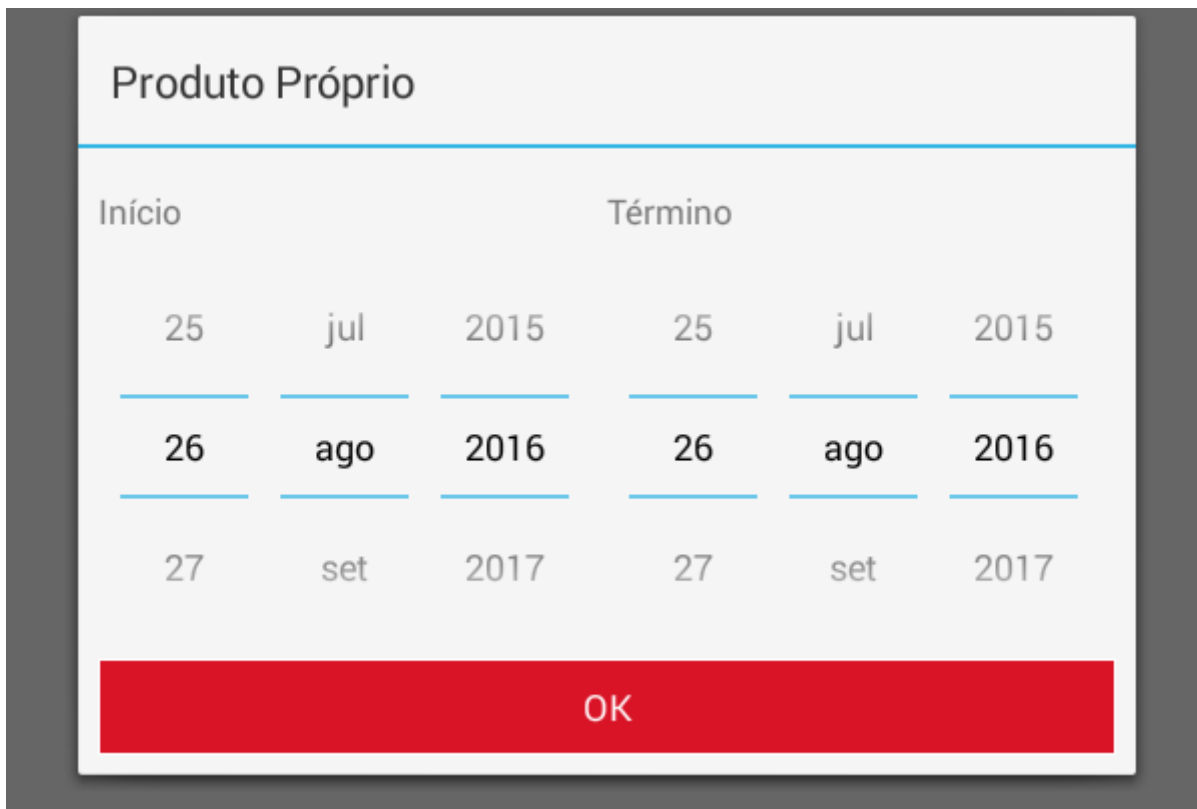 Produto Próprio
Início Término
25 jul 2015 25 jul 2015
26 ago 2016 26 ago 2016
27 set 2017 27 set 2017
OK